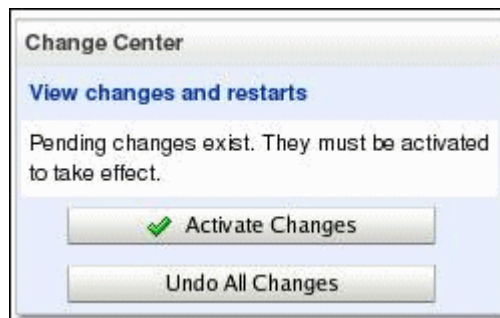 Change Center
View changes and restarts
Pending changes exist. They must be activated
to take effect.
Activate Changes
Undo All Changes